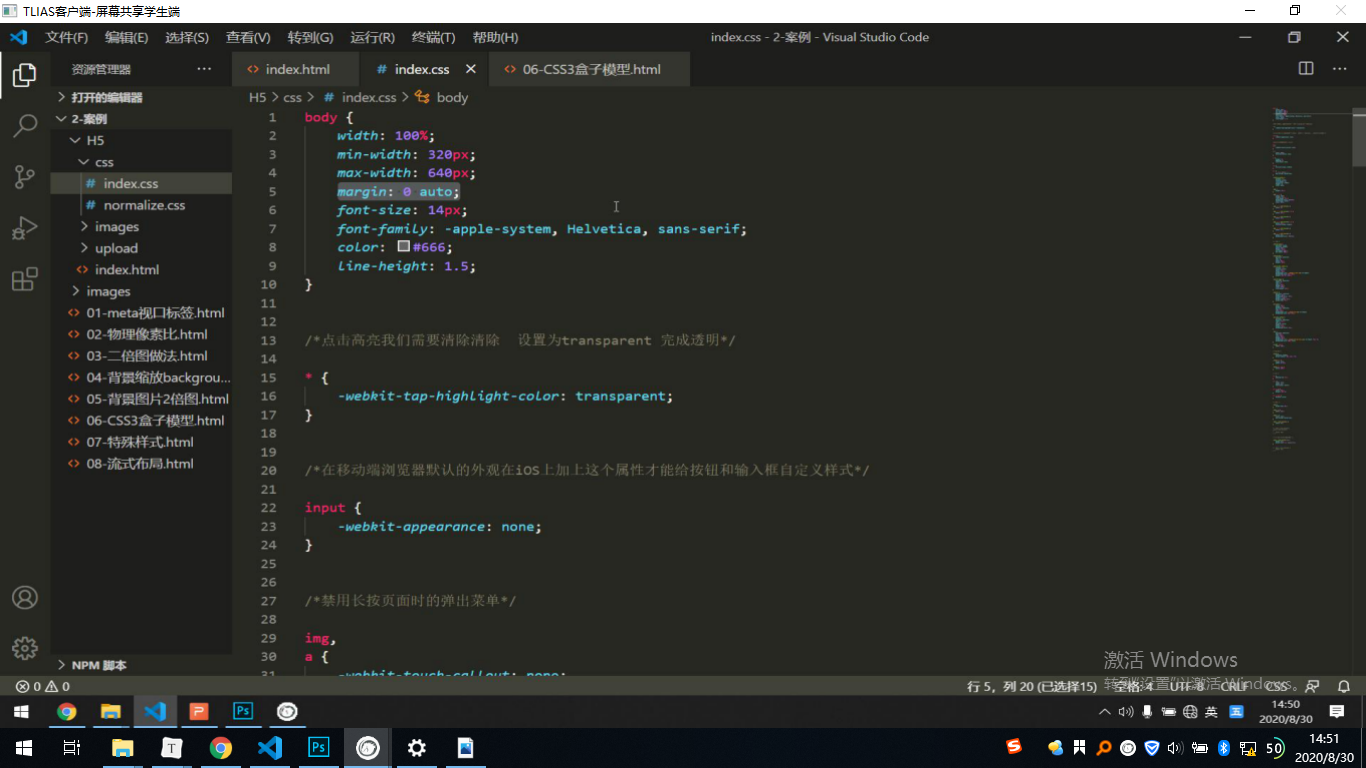 TLIAS客户端-屏幕共享学生端
文件(F) 编辑(E) 选择(S) 查看(V) 转到(G) 运行(R) 终端(T) 帮助(H)
index.css - 2-案例 - Visual Studio Code
资源管理器 ···
index.html
# index.css ×
06-CSS3盒子模型.html
打开的编辑器
2-案例
H5
css
# index.css
# normalize.css
images
upload
index.html
images
01-meta视口标签.html
02-物理像素比.html
03-二倍图做法.html
04-背景缩放backgrou...
05-背景图片2倍图.html
06-CSS3盒子模型.html
07-特殊样式.html
08-流式布局.html
NPM 脚本
H5 > css > # index.css > body
1 body {
2 width: 100%;
3 min-width: 320px;
4 max-width: 640px;
5 margin: 0 auto;
6 font-size: 14px;
7 font-family: -apple-system, Helvetica, sans-serif;
8 color: #666;
9 line-height: 1.5;
10 }
11
12
13 /*点击高亮我们需要清除清除 设置为transparent 完成透明*/
14
15 * {
16 -webkit-tap-highlight-color: transparent;
17 }
18
19
20 /*在移动端浏览器默认的外观在iOS上加上这个属性才能给按钮和输入框自定义样式*/
21
22 input {
23 -webkit-appearance: none;
24 }
25
26
27 /*禁用长按页面时的弹出菜单*/
28
29 img,
30 a {
31 -webkit-touch-callout: none;
激活 Windows
转到"设置"以激活 Windows。
0 0
行 5，列 20 (已选择15) 空格: 4 UTF-8 CRLF CSS
英
14:50
2020/8/30
50
14:51
2020/8/30